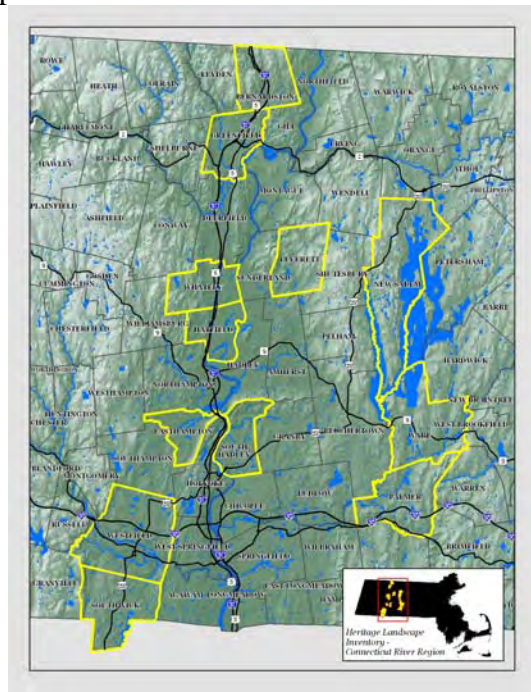 ROWE
HEATH
COLRAIN
LEYDEN
BERNARDSTON
NORTHFIELD
WARWICK
ROYALSTON
CHARLEMONT
SHELBURNE
GREENFIELD
GILL
ERVING
ORANGE
ATHOL
PHILLIPSTON
HAWLEY
BUCKLAND
MONTAGUE
WENDELL
PLAINFIELD
ASHFIELD
CONWAY
DEERFIELD
LEVERETT
SHUTESBURY
NEW SALEM
PETERSHAM
SUNDERLAND
WHATELY
GOSHEN
CUMMINGTON
BARRE
CHESTERFIELD
WILLIAMSBURG
HATFIELD
PELHAM
HARDWICK
HADLEY
AMHERST
WORTHINGTON
WESTHAMPTON
NORTHAMPTON
NEW BRAINTREE
HUNTINGTON
CHESTER
EASTHAMPTON
SOUTH
HADLEY
GRANBY
BELCHERTOWN
WARE
WEST BROOKFIELD
SOUTHAMPTON
BLANDFORD
MONTGOMERY
HOLYOKE
LUDLOW
PALMER
WARREN
CHICOPEE
RUSSELL
WESTFIELD
WEST SPRINGFIELD
SPRINGFIELD
WILBRAHAM
BRIMFIELD
GRANVILLE
SOUTHWICK
AGAWAM
LONGMEADOW
EAST LONGMEADOW
HAM
Heritage Landscape
Inventory -
Connecticut River Region